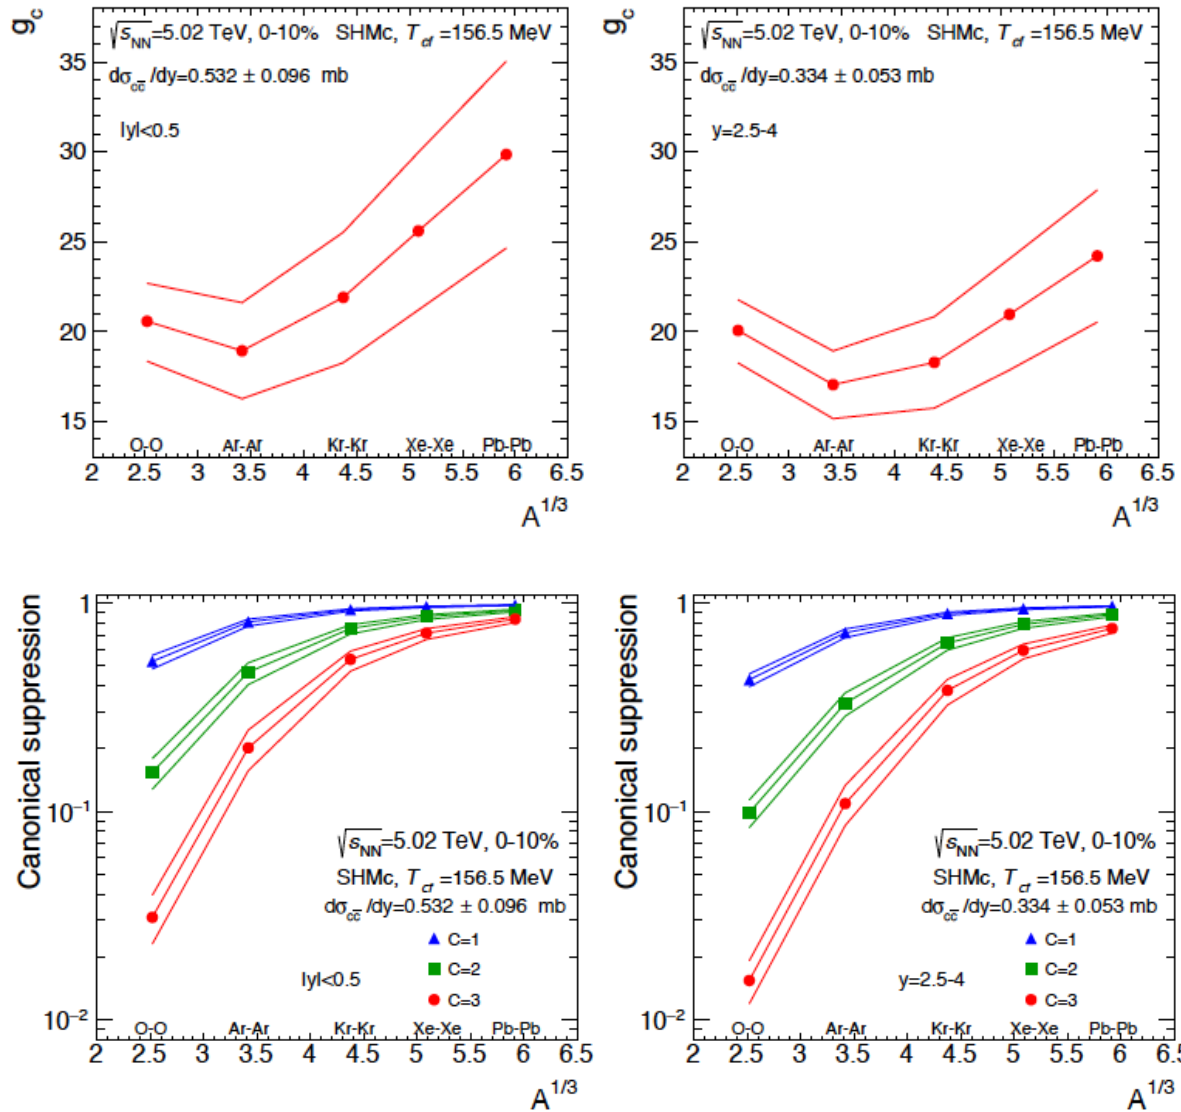 g_c
√s_NN=5.02 TeV, 0-10% SHMc, T_cf =156.5 MeV
dσ_cc̅ /dy=0.532 ± 0.096 mb
|y|<0.5
35
30
25
20
15
O-O Ar-Ar Kr-Kr Xe-Xe Pb-Pb
2 2.5 3 3.5 4 4.5 5 5.5 6 6.5
A^1/3
g_c
√s_NN=5.02 TeV, 0-10% SHMc, T_cf =156.5 MeV
dσ_cc̅ /dy=0.334 ± 0.053 mb
y=2.5-4
35
30
25
20
15
O-O Ar-Ar Kr-Kr Xe-Xe Pb-Pb
2 2.5 3 3.5 4 4.5 5 5.5 6 6.5
A^1/3
Canonical suppression
1
10^−1
10^−2
√s_NN=5.02 TeV, 0-10%
SHMc, T_cf =156.5 MeV
dσ_cc̅ /dy=0.532 ± 0.096 mb
C=1
C=2
C=3
|y|<0.5
O-O Ar-Ar Kr-Kr Xe-Xe Pb-Pb
2 2.5 3 3.5 4 4.5 5 5.5 6 6.5
A^1/3
Canonical suppression
1
10^−1
10^−2
√s_NN=5.02 TeV, 0-10%
SHMc, T_cf =156.5 MeV
dσ_cc̅ /dy=0.334 ± 0.053 mb
C=1
C=2
C=3
y=2.5-4
O-O Ar-Ar Kr-Kr Xe-Xe Pb-Pb
2 2.5 3 3.5 4 4.5 5 5.5 6 6.5
A^1/3